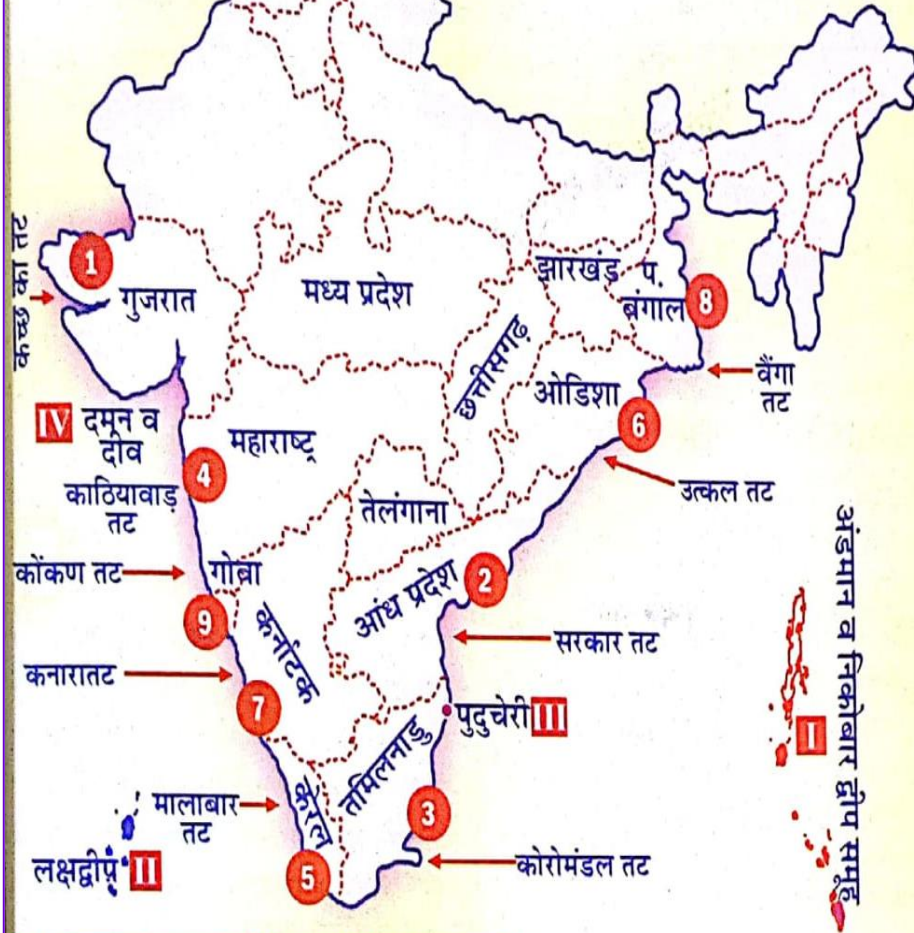 1
कच्छ का तट
गुजरात
मध्य प्रदेश
झारखंड
प.
बंगाल
8
छत्तीसगढ़
ओडिशा
वैंगा
तट
6
उत्कल तट
IV दमन व
दीव
काठियावाड़
तट
4
महाराष्ट्र
तेलंगाना
कोंकण तट
गोवा
9
आंध्र प्रदेश
2
सरकार तट
कर्नाटक
कनारातट
7
पुदुचेरी III
तमिलनाडु
3
मालाबार
तट
केरल
5
लक्षद्वीप II
कोरोमंडल तट
अंडमान व निकोबार द्वीप समूह
I